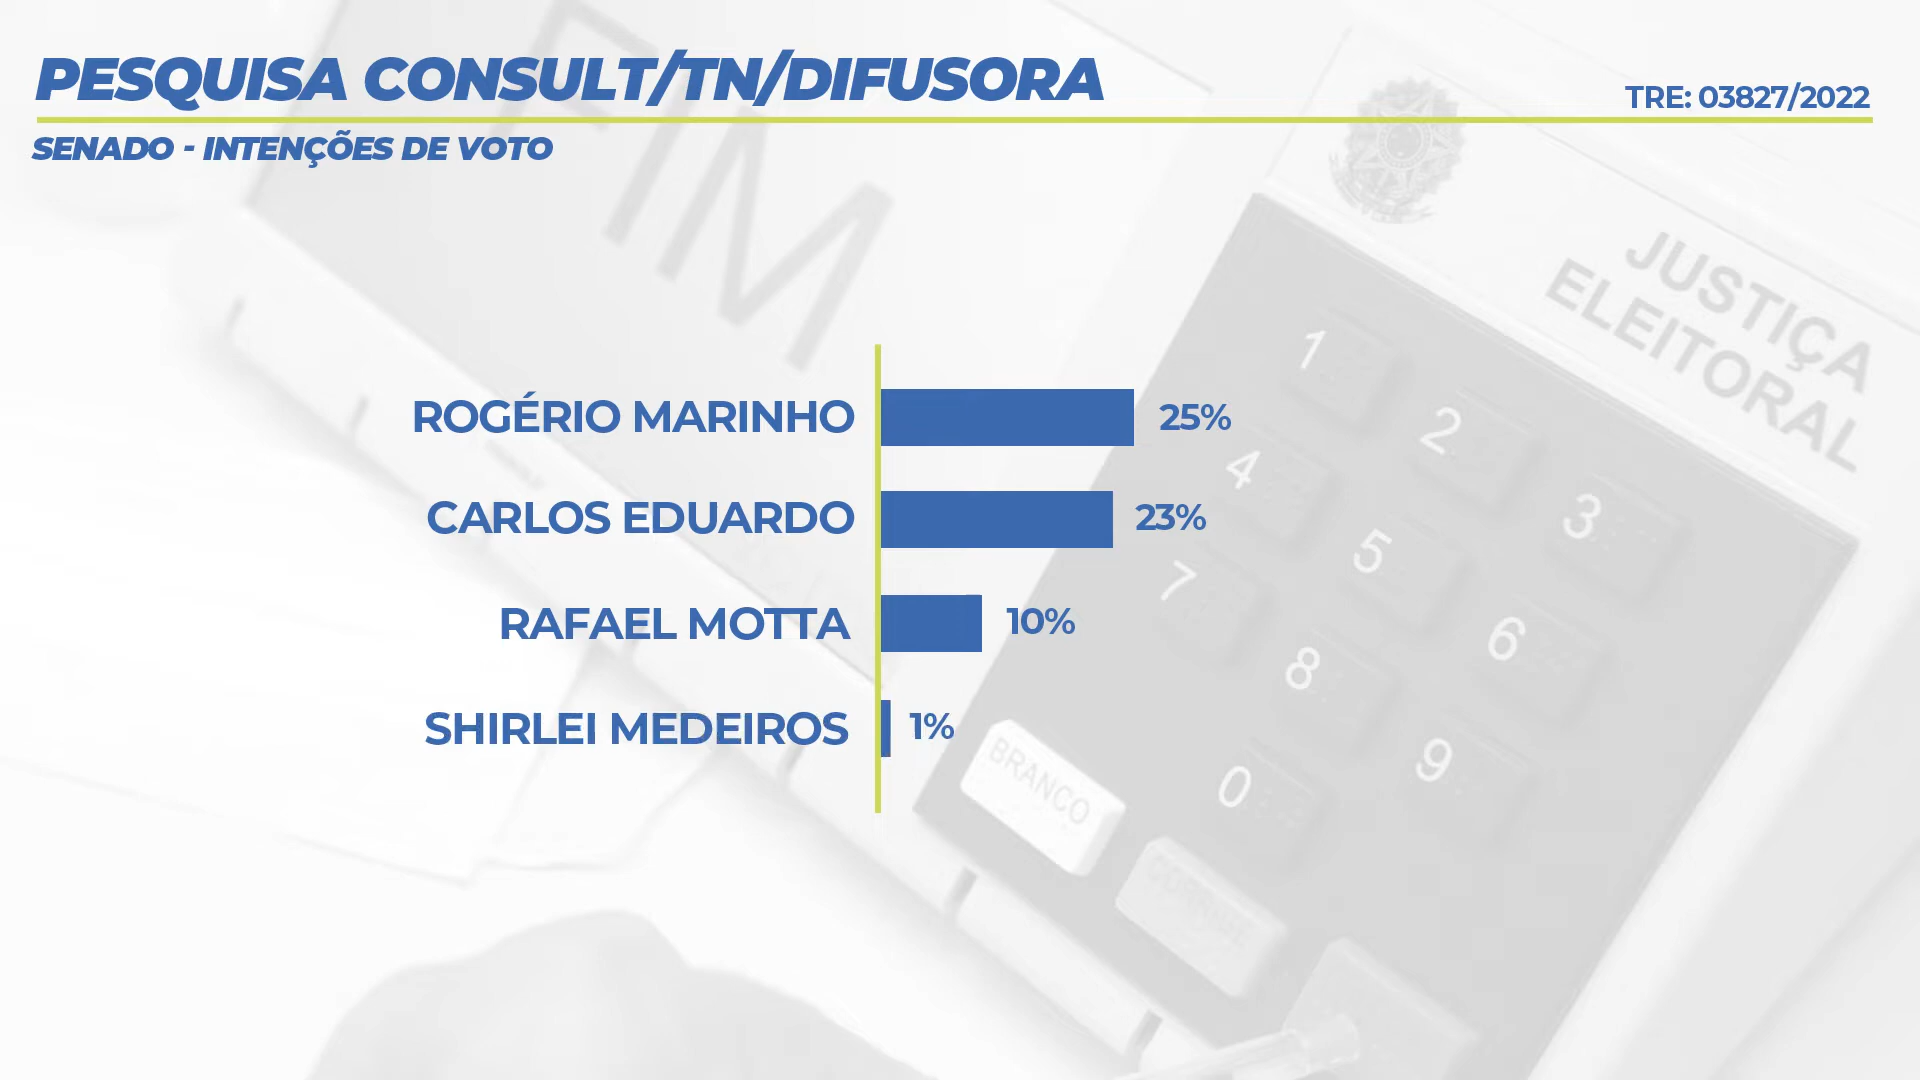 PESQUISA CONSULT/TN/DIFUSORA
TRE: 03827/2022
SENADO - INTENÇÕES DE VOTO
FIM
JUSTIÇA
ELEITORAL
ROGÉRIO MARINHO 25%
CARLOS EDUARDO 23%
RAFAEL MOTTA 10%
SHIRLEI MEDEIROS 1%
1 2 3
4 5 6
7 8 9
0
BRANCO
CORRIGE